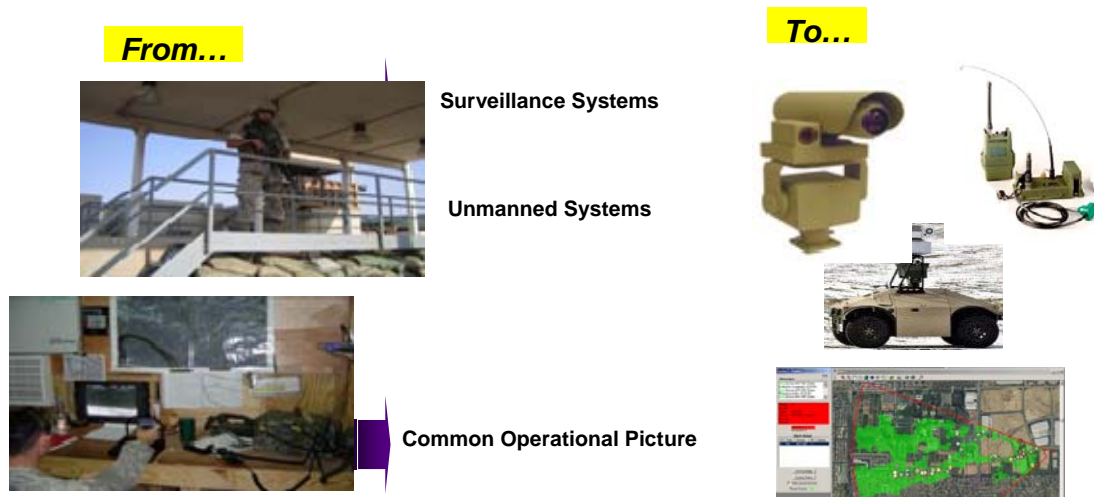 From…
To…
Surveillance Systems
Unmanned Systems
Common Operational Picture